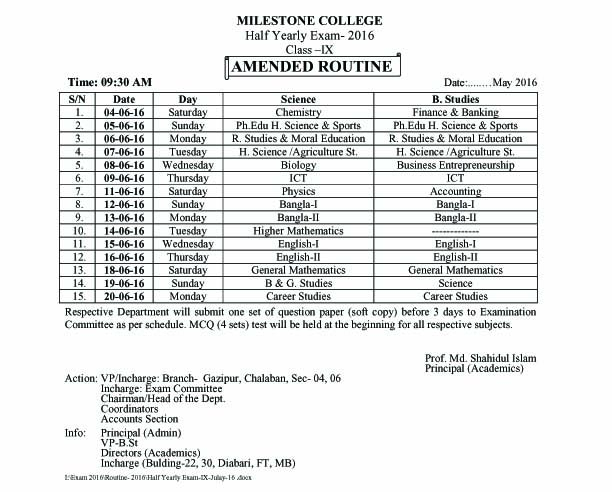 MILESTONE COLLEGE
Half Yearly Exam- 2016
Class –IX
AMENDED ROUTINE
Time: 09:30 AM Date:........May 2016
S/N Date Day Science B. Studies
1. 04-06-16 Saturday Chemistry Finance & Banking
2. 05-06-16 Sunday Ph.Edu H. Science & Sports Ph.Edu H. Science & Sports
3. 06-06-16 Monday R. Studies & Moral Education R. Studies & Moral Education
4. 07-06-16 Tuesday H. Science /Agriculture St. H. Science/Agriculture St.
5. 08-06-16 Wednesday Biology Business Entrepreneurship
6. 09-06-16 Thursday ICT ICT
7. 11-06-16 Saturday Physics Accounting
8. 12-06-16 Sunday Bangla-I Bangla-I
9. 13-06-16 Monday Bangla-II Bangla-II
10. 14-06-16 Tuesday Higher Mathematics -------------
11. 15-06-16 Wednesday English-I English-I
12. 16-06-16 Thursday English-II English-II
13. 18-06-16 Saturday General Mathematics General Mathematics
14. 19-06-16 Sunday B & G. Studies Science
15. 20-06-16 Monday Career Studies Career Studies
Respective Department will submit one set of question paper (soft copy) before 3 days to Examination
Committee as per schedule. MCQ (4 sets) test will be held at the beginning for all respective subjects.
Prof. Md. Shahidul Islam
Principal (Academics)
Action: VP/Incharge: Branch- Gazipur, Chalaban, Sec- 04, 06
Incharge: Exam Committee
Chairman/Head of the Dept.
Coordinators
Accounts Section
Info: Principal (Admin)
VP-B.St
Directors (Academics)
Incharge (Bulding-22, 30, Diabari, FT, MB)
I:\Exam 2016\Routine- 2016\Half Yearly Exam-IX-Julay-16 .docx